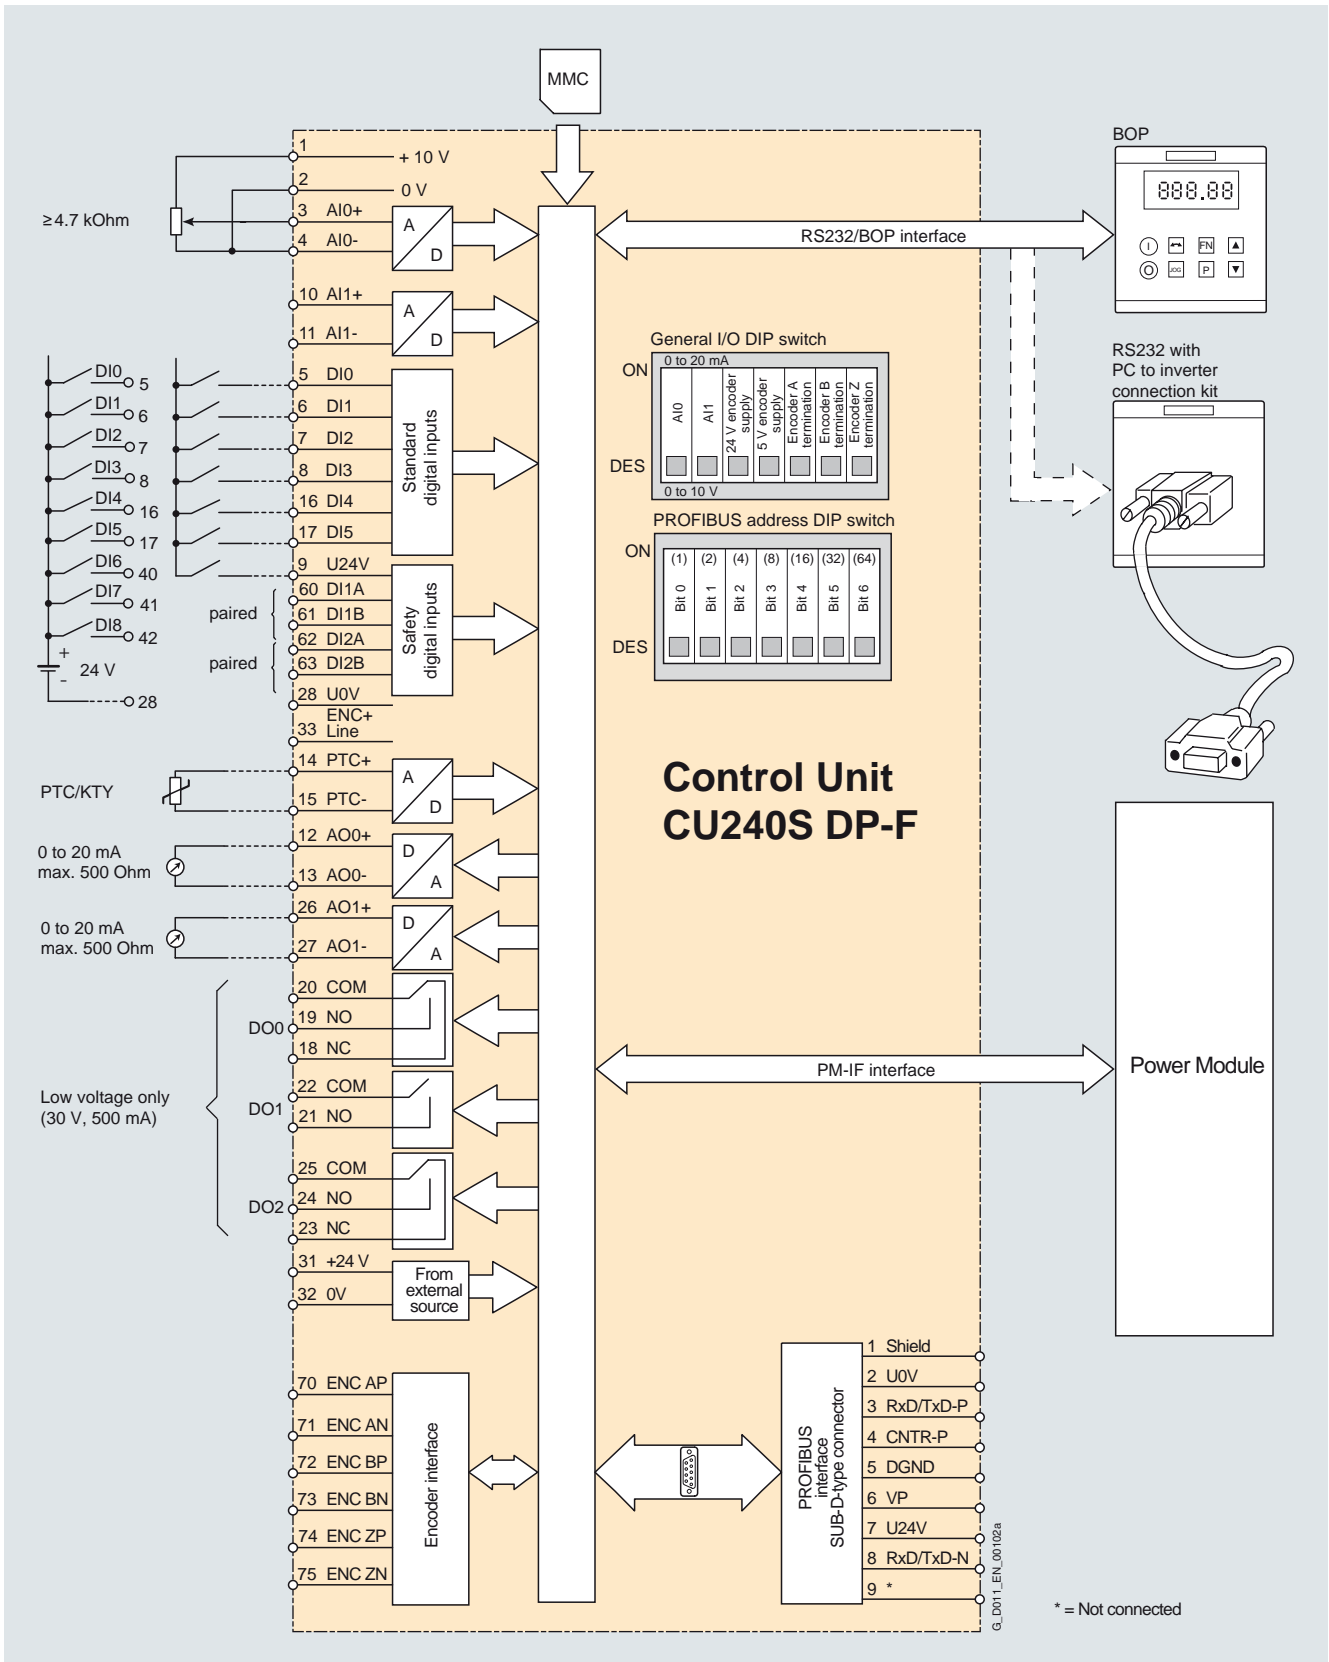 MMC
1
+ 10 V
2
0 V
3 AI0+
4 AI0-
≥4.7 kOhm
A
D
10 AI1+
11 AI1-
A
D
DI0 5
DI1 6
DI2 7
DI3 8
DI4 16
DI5 17
DI6 40
DI7 41
DI8 42
+
24 V
-
28
5 DI0
6 DI1
7 DI2
8 DI3
16 DI4
17 DI5
Standard
digital inputs
9 U24V
60 DI1A
61 DI1B
62 DI2A
63 DI2B
paired
paired
Safety
digital inputs
28 U0V
ENC+
33 Line
14 PTC+
15 PTC-
PTC/KTY
A
D
12 AO0+
13 AO0-
0 to 20 mA
max. 500 Ohm
D
A
26 AO1+
27 AO1-
0 to 20 mA
max. 500 Ohm
D
A
20 COM
19 NO
18 NC
DO0
22 COM
21 NO
DO1
Low voltage only
(30 V, 500 mA)
25 COM
24 NO
23 NC
DO2
31 +24 V
32 0V
From
external
source
70 ENC AP
71 ENC AN
72 ENC BP
73 ENC BN
74 ENC ZP
75 ENC ZN
Encoder interface
RS232/BOP interface
General I/O DIP switch
ON
0 to 20 mA
AI0
AI1
24 V encoder
supply
5 V encoder
supply
Encoder A
termination
Encoder B
termination
Encoder Z
termination
DES
0 to 10 V
PROFIBUS address DIP switch
ON
(1) (2) (4) (8) (16) (32) (64)
Bit 0
Bit 1
Bit 2
Bit 3
Bit 4
Bit 5
Bit 6
DES
Control Unit
CU240S DP-F
PM-IF interface
PROFIBUS
interface
SUB-D-type connector
1 Shield
2 U0V
3 RxD/TxD-P
4 CNTR-P
5 DGND
6 VP
7 U24V
8 RxD/TxD-N
9 *
G_D011_EN_00102a
BOP
888.88
I FN
O JOG P
RS232 with
PC to inverter
connection kit
Power Module
* = Not connected